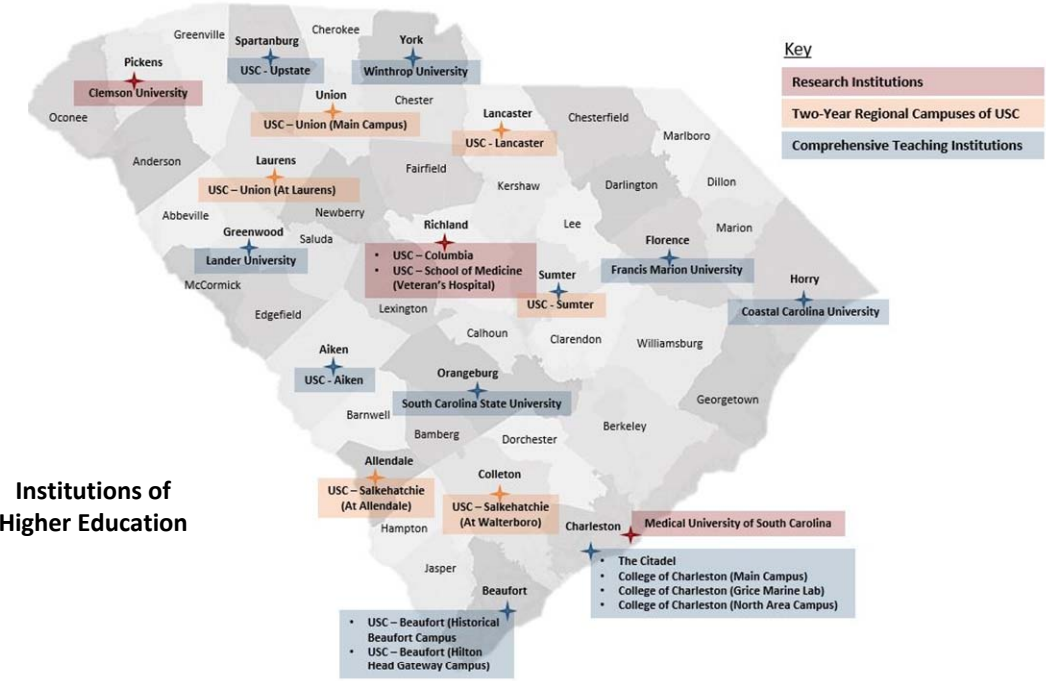 Greenville
Spartanburg
USC - Upstate
Cherokee
York
Winthrop University
Pickens
Clemson University
Oconee
Union
USC – Union (Main Campus)
Chester
Lancaster
USC - Lancaster
Chesterfield
Marlboro
Anderson
Laurens
USC – Union (At Laurens)
Fairfield
Kershaw
Darlington
Dillon
Abbeville
Newberry
Greenwood
Lander University
Saluda
Richland
• USC – Columbia
• USC – School of Medicine
(Veteran's Hospital)
Lee
Florence
Francis Marion University
Marion
McCormick
Edgefield
Lexington
Sumter
USC - Sumter
Horry
Coastal Carolina University
Calhoun
Clarendon
Williamsburg
Aiken
USC - Aiken
Orangeburg
South Carolina State University
Georgetown
Barnwell
Bamberg
Dorchester
Berkeley
Allendale
USC – Salkehatchie
(At Allendale)
Colleton
USC – Salkehatchie
(At Walterboro)
Hampton
Charleston
Medical University of South Carolina
• The Citadel
• College of Charleston (Main Campus)
• College of Charleston (Grice Marine Lab)
• College of Charleston (North Area Campus)
Jasper
Beaufort
• USC – Beaufort (Historical
Beaufort Campus
• USC – Beaufort (Hilton
Head Gateway Campus)
Key
Research Institutions
Two-Year Regional Campuses of USC
Comprehensive Teaching Institutions
Institutions of
Higher Education